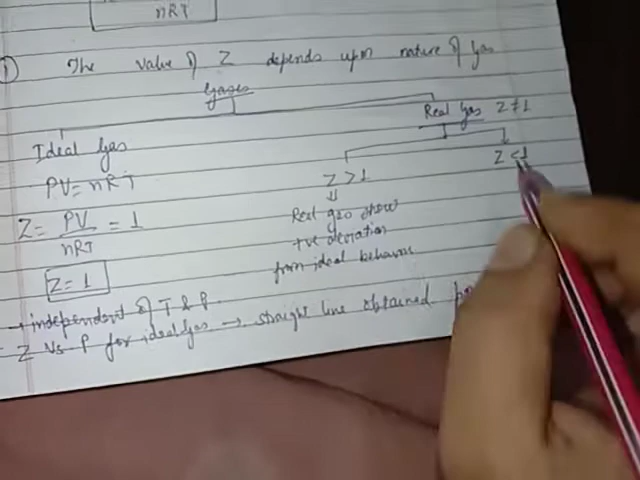 nRT
① The value of Z depends upon nature of gas
Gases
Real Gas Z ≠ 1
Ideal Gas
PV = nRT
Z = PV / nRT = 1
Z = 1
Z > 1
⇓
Real gas show
+ve deviation
from ideal behaviour
Z < 1
→ independent of T & P.
Z Vs P for ideal gas → straight line obtained